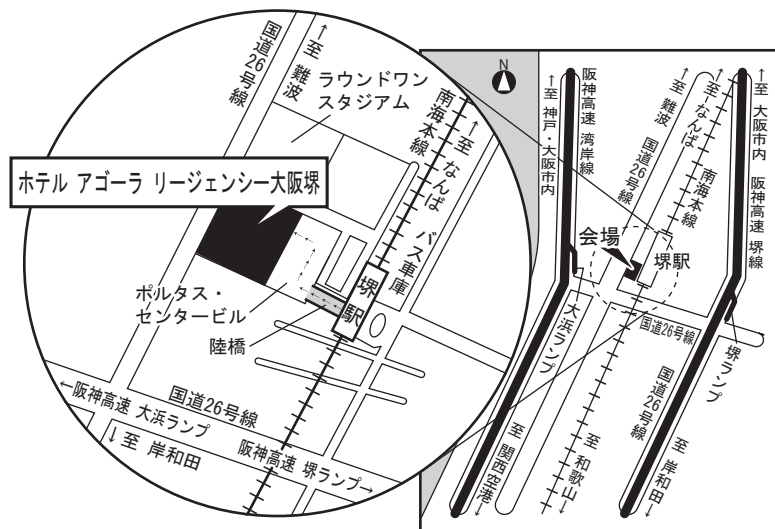 国道26号線
↑至 難波
ラウンドワン
スタジアム
南海本線
↑至 なんば
バス車庫
ホテル アゴーラ リージェンシー大阪堺
ポルタス・
センタービル
陸橋
堺駅
国道26号線
←阪神高速 大浜ランプ
↓至 岸和田
阪神高速 堺ランプ→
N
↑至 神戸・大阪市内
阪神高速 湾岸線
↑至 難波
国道26号線
↑至 なんば
南海本線
↑至 大阪市内
阪神高速 堺線
会場
堺駅
大浜ランプ
国道26号線
堺ランプ
国道26号線
至 関西空港↓
至 和歌山↓
至 岸和田↓